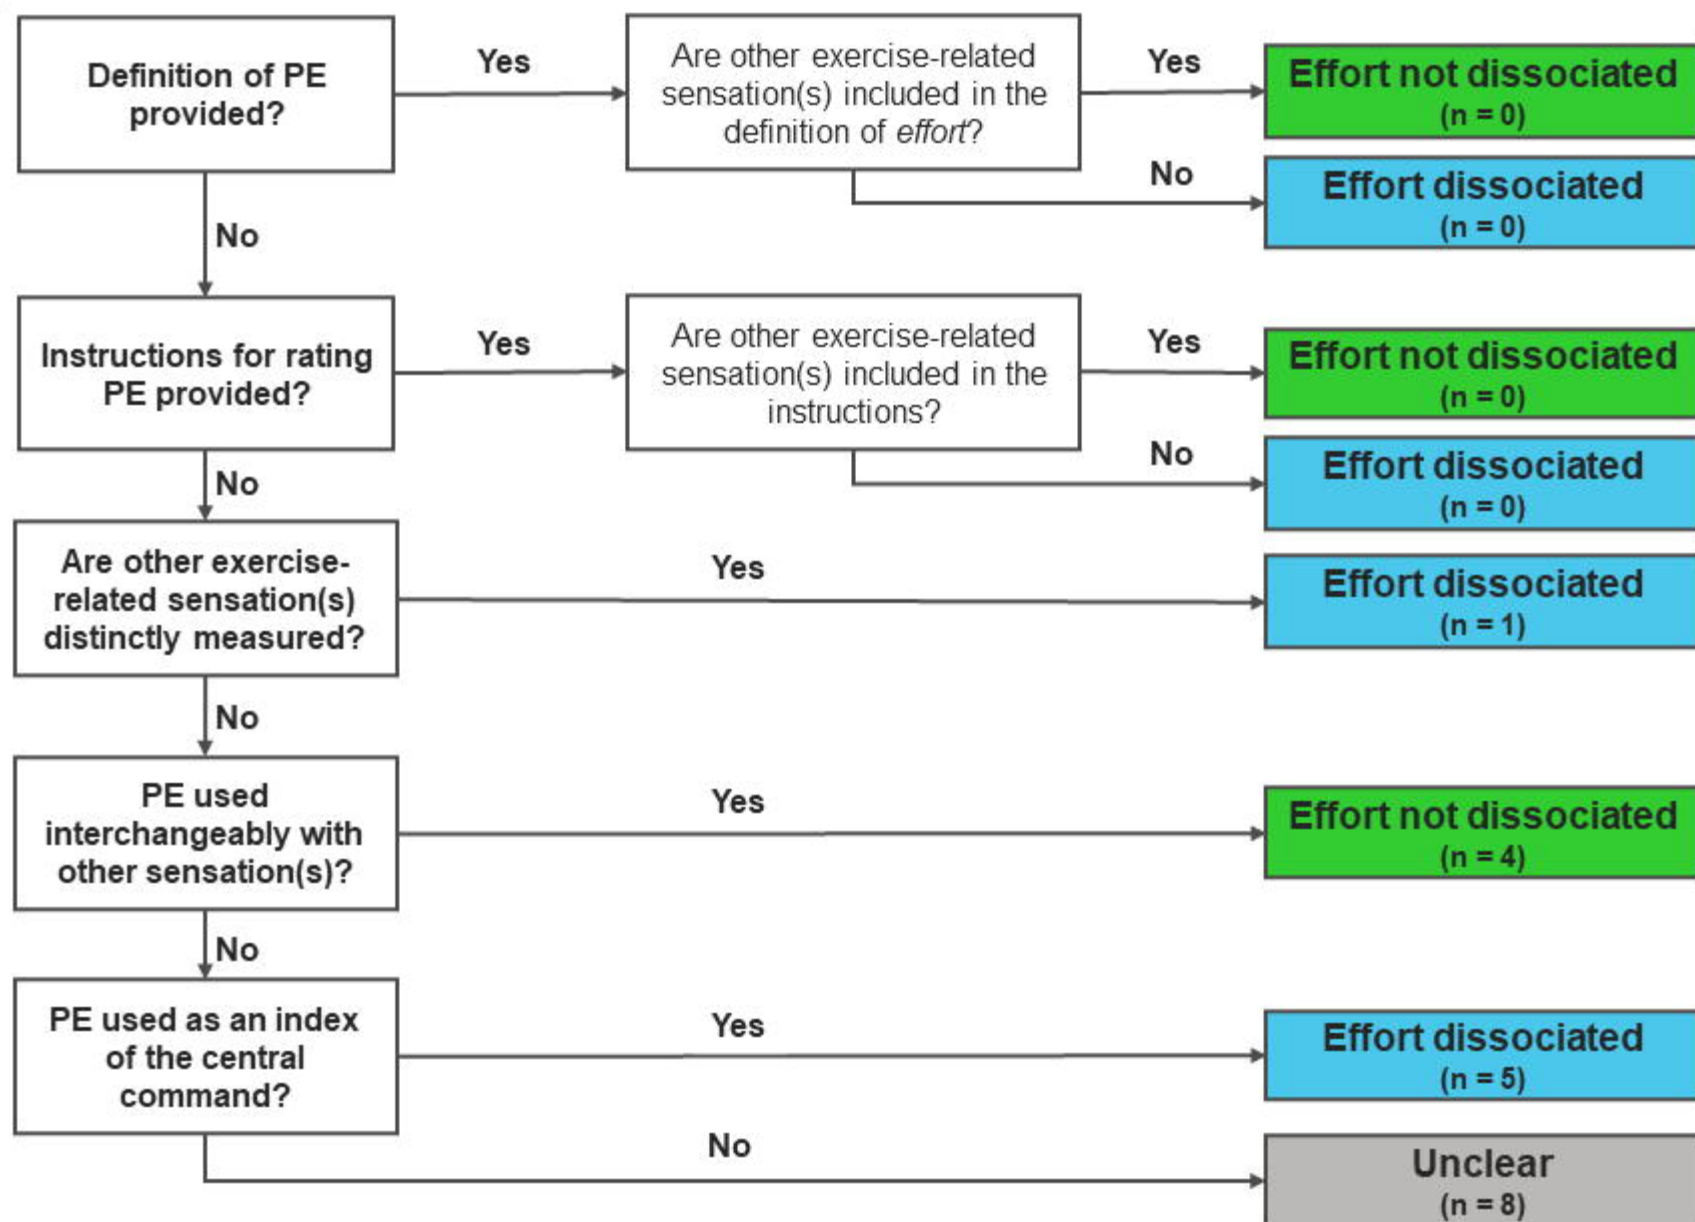 Definition of PE
provided?
Yes
Are other exercise-related
sensation(s) included in the
definition of effort?
Yes
Effort not dissociated
(n = 0)
No
Effort dissociated
(n = 0)
No
Instructions for rating
PE provided?
Yes
Are other exercise-related
sensation(s) included in the
instructions?
Yes
Effort not dissociated
(n = 0)
No
Effort dissociated
(n = 0)
No
Are other exercise-
related sensation(s)
distinctly measured?
Yes
Effort dissociated
(n = 1)
No
PE used
interchangeably with
other sensation(s)?
Yes
Effort not dissociated
(n = 4)
No
PE used as an index
of the central
command?
Yes
Effort dissociated
(n = 5)
No
Unclear
(n = 8)